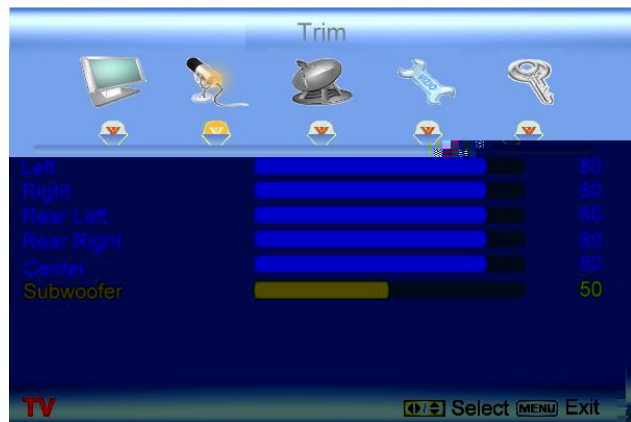 Trim
Left 80
Right 80
Rear Left 80
Rear Right 80
Center 80
Subwoofer 50
TV Select MENU Exit